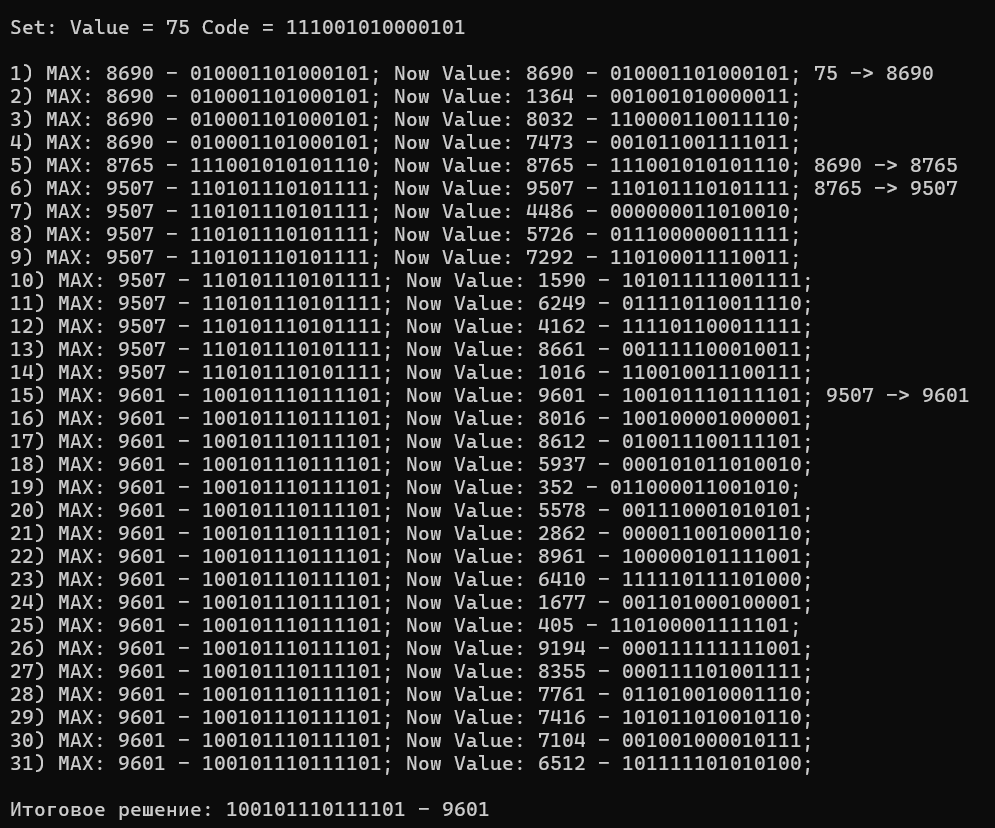 Set: Value = 75 Code = 111001010000101
1) MAX: 8690 - 010001101000101; Now Value: 8690 - 010001101000101; 75 -> 8690
2) MAX: 8690 - 010001101000101; Now Value: 1364 - 001001010000011;
3) MAX: 8690 - 010001101000101; Now Value: 8032 - 110000110011110;
4) MAX: 8690 - 010001101000101; Now Value: 7473 - 001011001111011;
5) MAX: 8765 - 111001010101110; Now Value: 8765 - 111001010101110; 8690 -> 8765
6) MAX: 9507 - 110101110101111; Now Value: 9507 - 110101110101111; 8765 -> 9507
7) MAX: 9507 - 110101110101111; Now Value: 4486 - 000000011010010;
8) MAX: 9507 - 110101110101111; Now Value: 5726 - 011100000011111;
9) MAX: 9507 - 110101110101111; Now Value: 7292 - 110100011110011;
10) MAX: 9507 - 110101110101111; Now Value: 1590 - 101011111001111;
11) MAX: 9507 - 110101110101111; Now Value: 6249 - 011110110011110;
12) MAX: 9507 - 110101110101111; Now Value: 4162 - 111101100011111;
13) MAX: 9507 - 110101110101111; Now Value: 8661 - 001111100010011;
14) MAX: 9507 - 110101110101111; Now Value: 1016 - 110010011100111;
15) MAX: 9601 - 100101110111101; Now Value: 9601 - 100101110111101; 9507 -> 9601
16) MAX: 9601 - 100101110111101; Now Value: 8016 - 100100001000001;
17) MAX: 9601 - 100101110111101; Now Value: 8612 - 010011100111101;
18) MAX: 9601 - 100101110111101; Now Value: 5937 - 000101011010010;
19) MAX: 9601 - 100101110111101; Now Value: 352 - 011000011001010;
20) MAX: 9601 - 100101110111101; Now Value: 5578 - 001110001010101;
21) MAX: 9601 - 100101110111101; Now Value: 2862 - 000011001000110;
22) MAX: 9601 - 100101110111101; Now Value: 8961 - 100000101111001;
23) MAX: 9601 - 100101110111101; Now Value: 6410 - 111110111101000;
24) MAX: 9601 - 100101110111101; Now Value: 1677 - 001101000100001;
25) MAX: 9601 - 100101110111101; Now Value: 405 - 110100001111101;
26) MAX: 9601 - 100101110111101; Now Value: 9194 - 000111111111001;
27) MAX: 9601 - 100101110111101; Now Value: 8355 - 000111101001111;
28) MAX: 9601 - 100101110111101; Now Value: 7761 - 011010010001110;
29) MAX: 9601 - 100101110111101; Now Value: 7416 - 101011010010110;
30) MAX: 9601 - 100101110111101; Now Value: 7104 - 001001000010111;
31) MAX: 9601 - 100101110111101; Now Value: 6512 - 101111101010100;
Итоговое решение: 100101110111101 - 9601